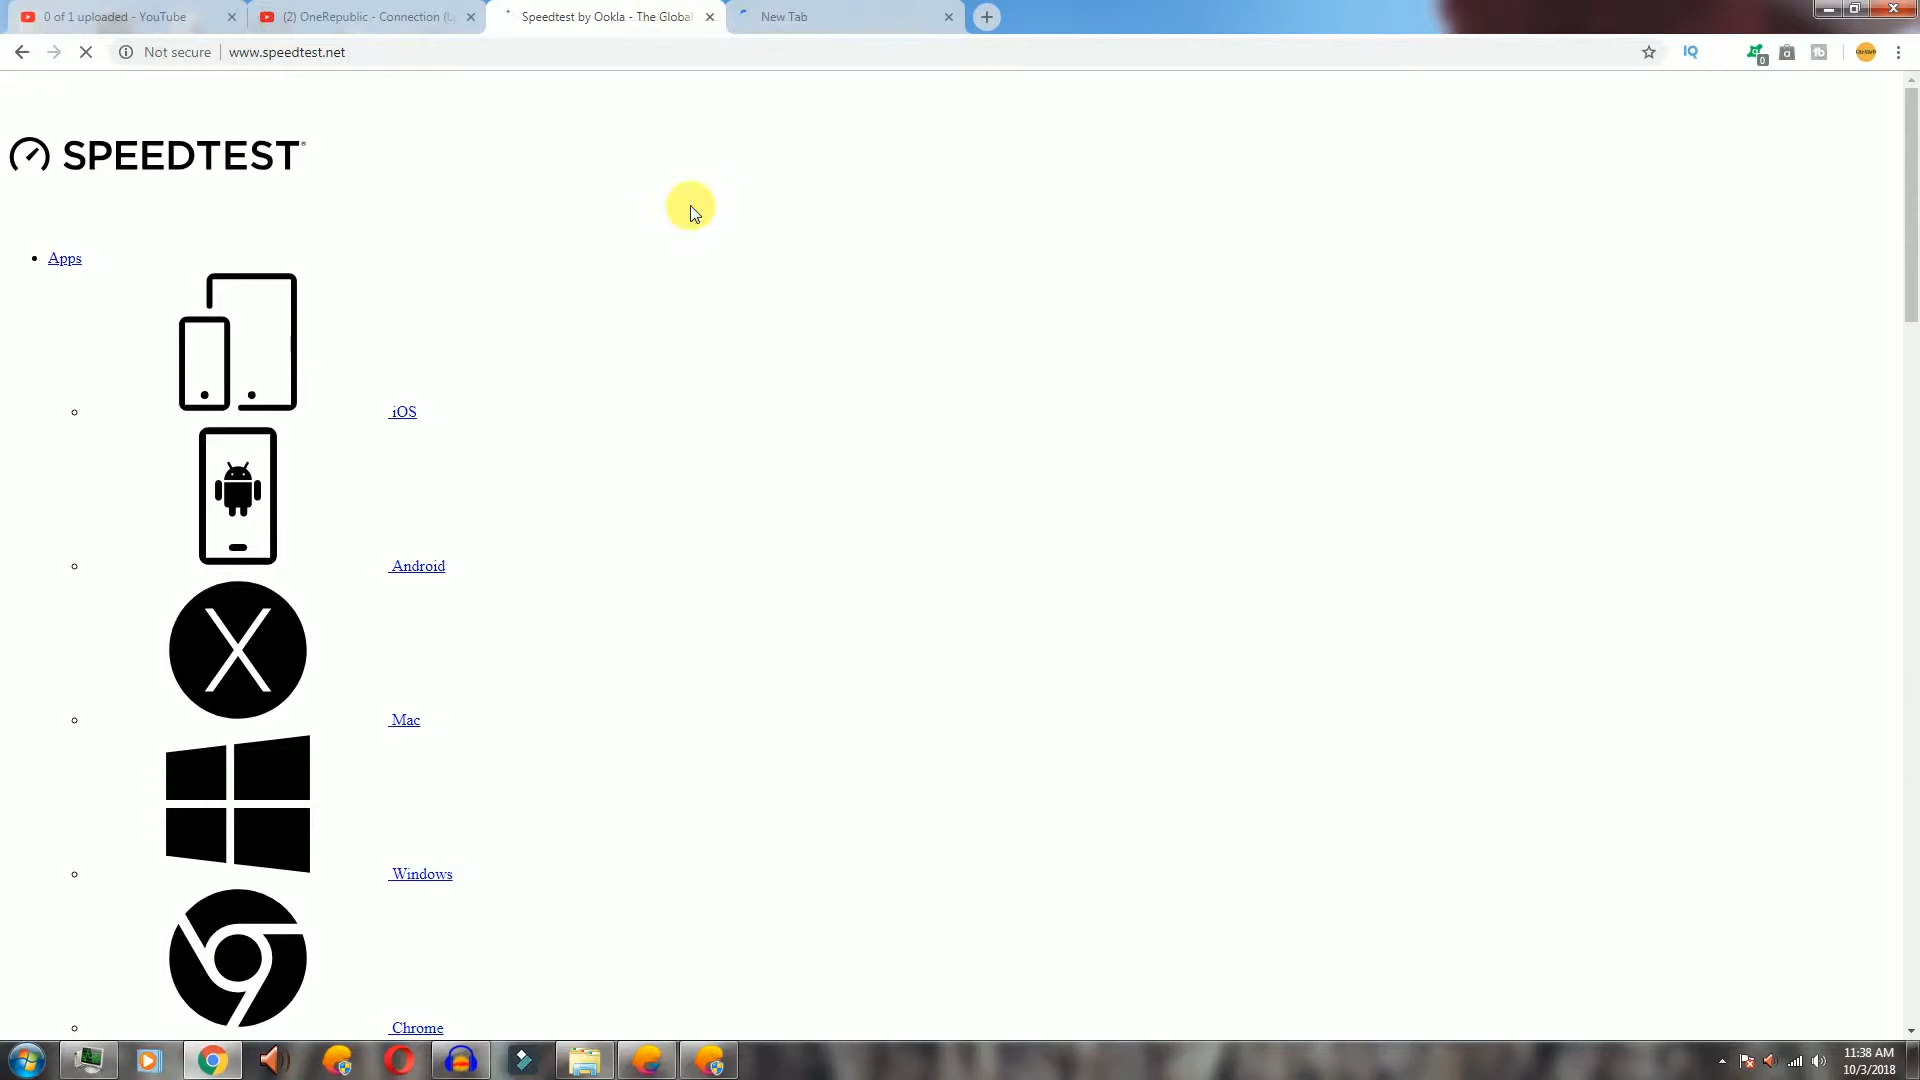 0 of 1 uploaded - YouTube
(2) OneRepublic - Connection (
Speedtest by Ookla - The Global
New Tab
Not secure
www.speedtest.net
IQ
0
SPEEDTEST
Apps
iOS
Android
Mac
Windows
Chrome
11:38 AM
10/3/2018